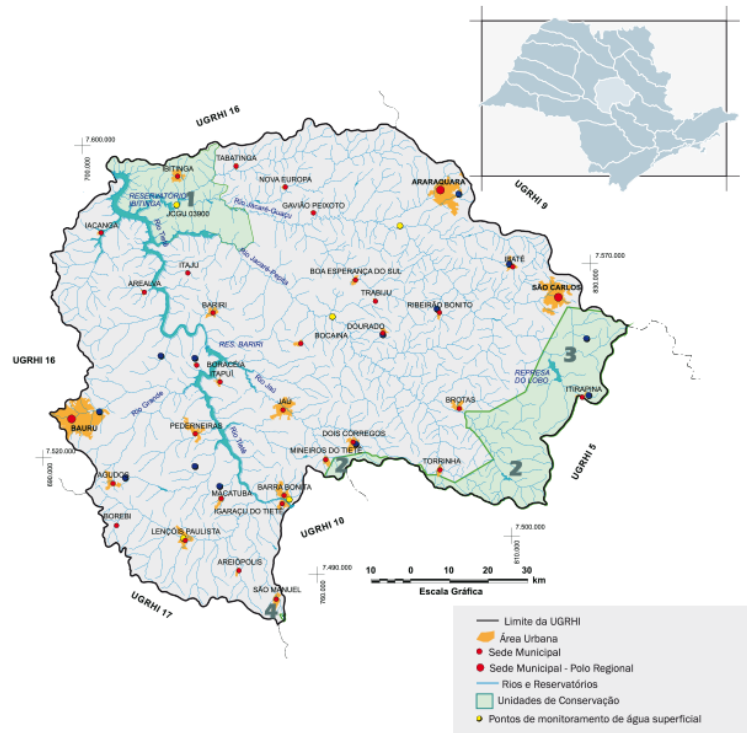 UGRHI 16
7.600.000
700.000
TABATINGA
IBITINGA
NOVA EUROPA
ARARAQUARA
UGRHI 9
RESERVATÓRIO
IBITINGA
1
JCGU 03900
Rio Jacaré-Guaçu
GAVIÃO PEIXOTO
IACANGA
Rio Tietê
Rio Jacaré-Pepira
7.570.000
830.000
ITAJU
BOA ESPERANÇA DO SUL
IBATÉ
AREALVA
TRABIJU
SÃO CARLOS
BARIRI
RIBEIRÃO BONITO
DOURADO
BOCAINA
RES. BARIRI
UGRHI 16
3
BORACÉIA
ITAPUÍ
Rio Jaú
REPRESA
DO LOBO
ITIRAPINA
Rio Grande
JAÚ
BROTAS
BAURU
PEDERNEIRAS
Rio Tietê
DOIS CÓRREGOS
MINEIROS DO TIETÊ
7.520.000
690.000
2
TORRINHA
2
UGRHI 5
AGUDOS
MACATUBA
BARRA BONITA
IGARAÇU DO TIETÊ
BOREBI
UGRHI 10
LENÇÓIS PAULISTA
7.500.000
810.000
AREIÓPOLIS
7.490.000
760.000
10 0 10 20 30 km
Escala Gráfica
SÃO MANUEL
4
UGRHI 17
Limite da UGRHI
Área Urbana
Sede Municipal
Sede Municipal - Polo Regional
Rios e Reservatórios
Unidades de Conservação
Pontos de monitoramento de água superficial